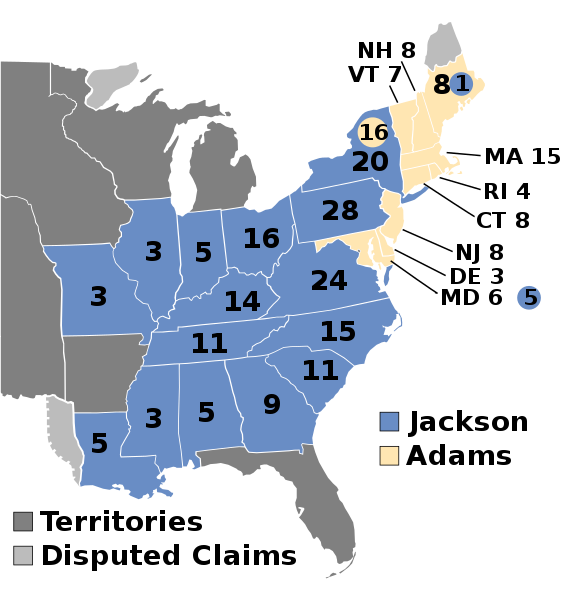 NH 8
VT 7
8 1
16
20
MA 15
RI 4
CT 8
28
NJ 8
3
5
16
DE 3
24
MD 6 5
3
14
15
11
11
3
5
9
5
Jackson
Adams
Territories
Disputed Claims